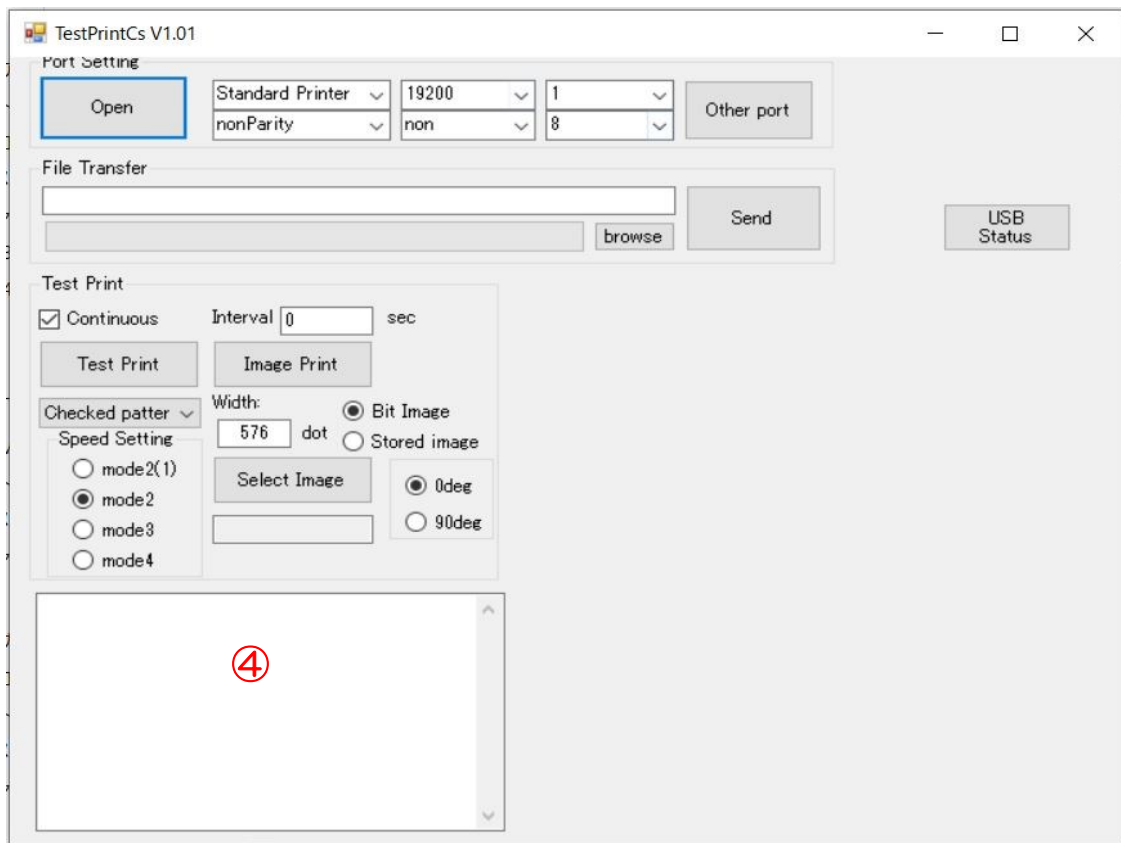 TestPrintCs V1.01
Port Setting
Open
Standard Printer
19200
1
nonParity
non
8
Other port
File Transfer
browse
Send
USB
Status
Test Print
Continuous
Interval 0 sec
Test Print
Image Print
Checked patter
Width:
576 dot
Bit Image
Stored image
Speed Setting
mode2(1)
mode2
mode3
mode4
Select Image
0deg
90deg
④